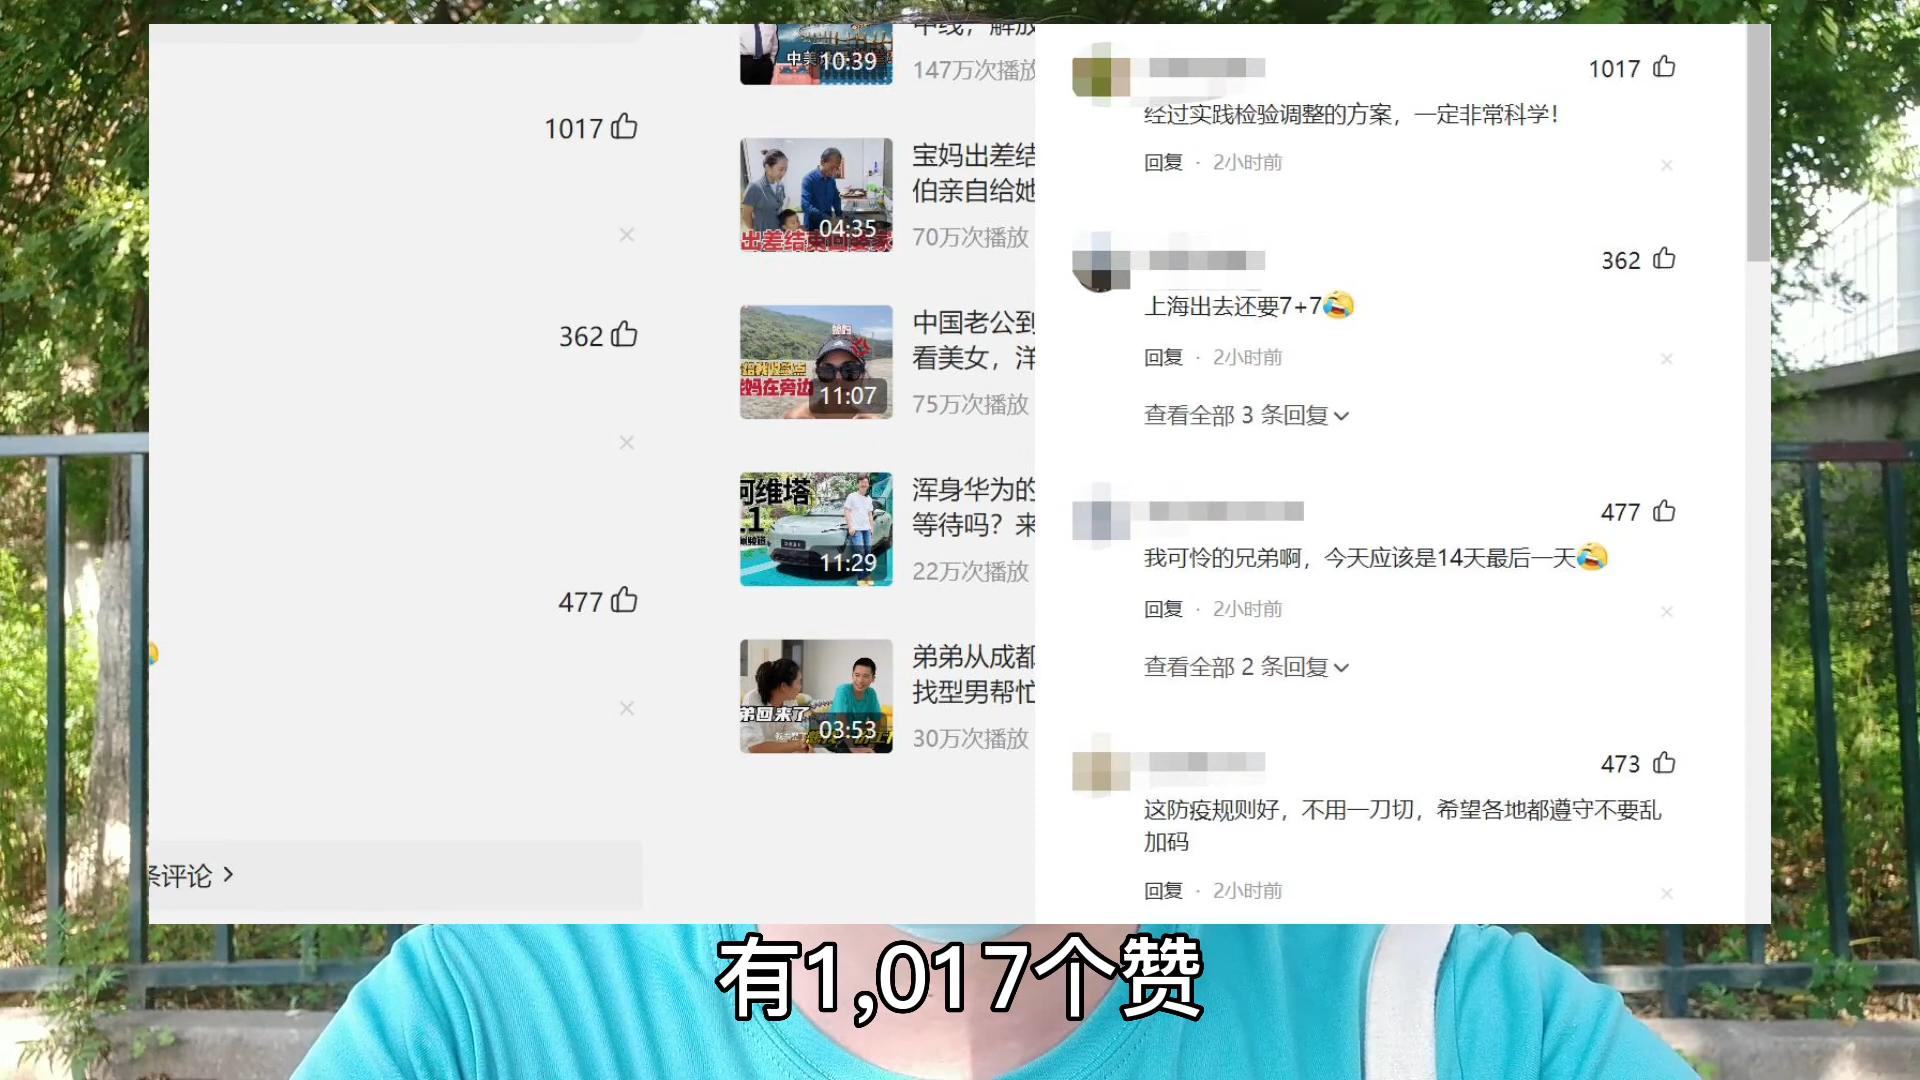 1017
362
477
条评论
中美
10:39
147万次播放
宝妈出差结
伯亲自给她
04:35
70万次播放
中国老公到
看美女，洋
11:07
75万次播放
阿维塔
浑身华为的
等待吗？来
11:29
22万次播放
弟弟从成都
找型男帮忙
弟回来了
03:53
30万次播放
1017
经过实践检验调整的方案，一定非常科学！
回复 · 2小时前
362
上海出去还要7+7😂
回复 · 2小时前
查看全部 3 条回复
477
我可怜的兄弟啊，今天应该是14天最后一天😂
回复 · 2小时前
查看全部 2 条回复
473
这防疫规则好，不用一刀切，希望各地都遵守不要乱
加码
回复 · 2小时前
有1,017个赞